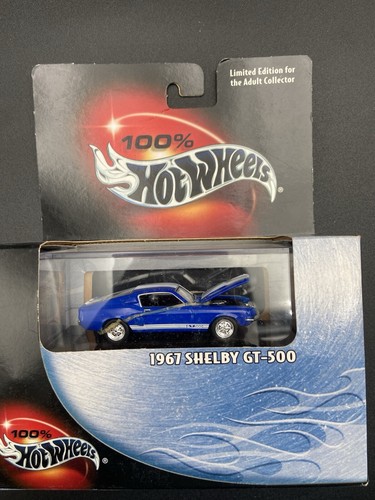 Limited Edition for
the Adult Collector
100%
Hot Wheels®
1967 SHELBY GT-500
100%
Hot Wheels®